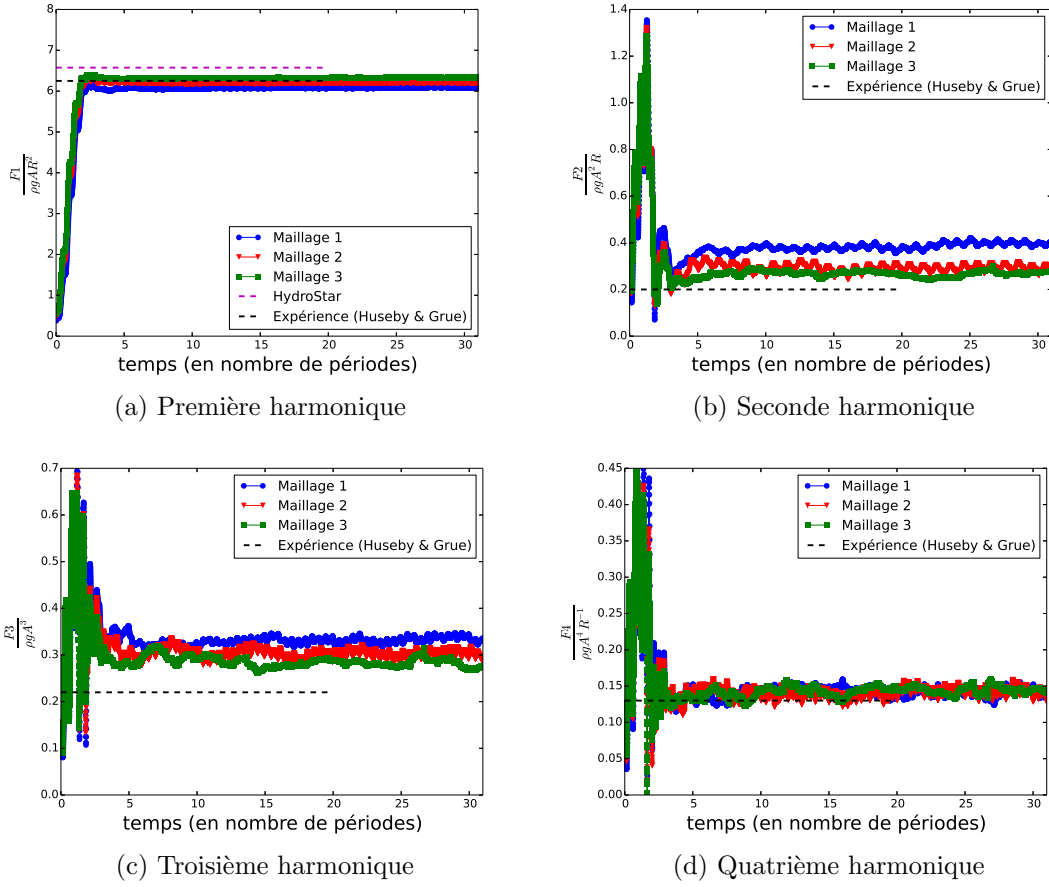 9
8
7
6
5
4
3
2
1
0
0 5 10 15 20 25 30
F1
ρgAR²
Maillage 1
Maillage 2
Maillage 3
HydroStar
Expérience (Huseby & Grue)
temps (en nombre de périodes)
(a) Première harmonique
1.4
1.2
1.0
0.8
0.6
0.4
0.2
0.0
0 5 10 15 20 25 30
F2
ρgA² R
Maillage 1
Maillage 2
Maillage 3
Expérience (Huseby & Grue)
temps (en nombre de périodes)
(b) Seconde harmonique
0.7
0.6
0.5
0.4
0.3
0.2
0.1
0.0
0 5 10 15 20 25 30
F3
ρgA³
Maillage 1
Maillage 2
Maillage 3
Expérience (Huseby & Grue)
temps (en nombre de périodes)
(c) Troisième harmonique
0.45
0.40
0.35
0.30
0.25
0.20
0.15
0.10
0.05
0.00
0 5 10 15 20 25 30
F4
ρgA⁴ R⁻¹
Maillage 1
Maillage 2
Maillage 3
Expérience (Huseby & Grue)
temps (en nombre de périodes)
(d) Quatrième harmonique